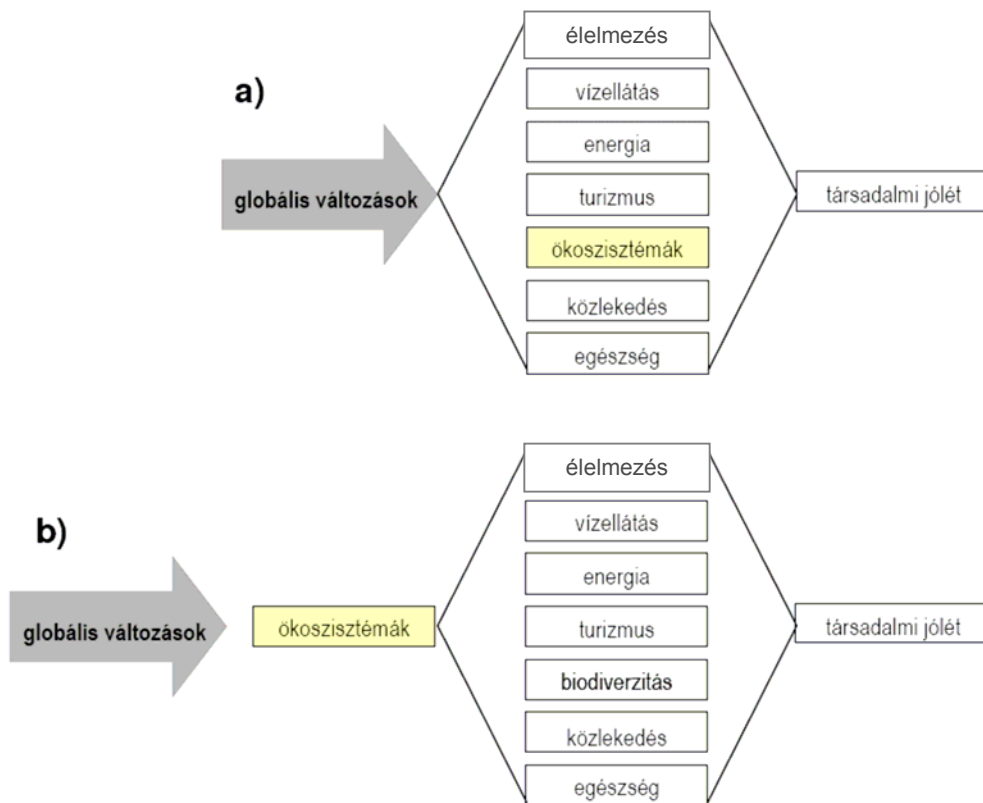 a)
globális változások
élelmezés
vízellátás
energia
turizmus
ökoszisztémák
közlekedés
egészség
társadalmi jólét
b)
globális változások
ökoszisztémák
élelmezés
vízellátás
energia
turizmus
biodiverzitás
közlekedés
egészség
társadalmi jólét